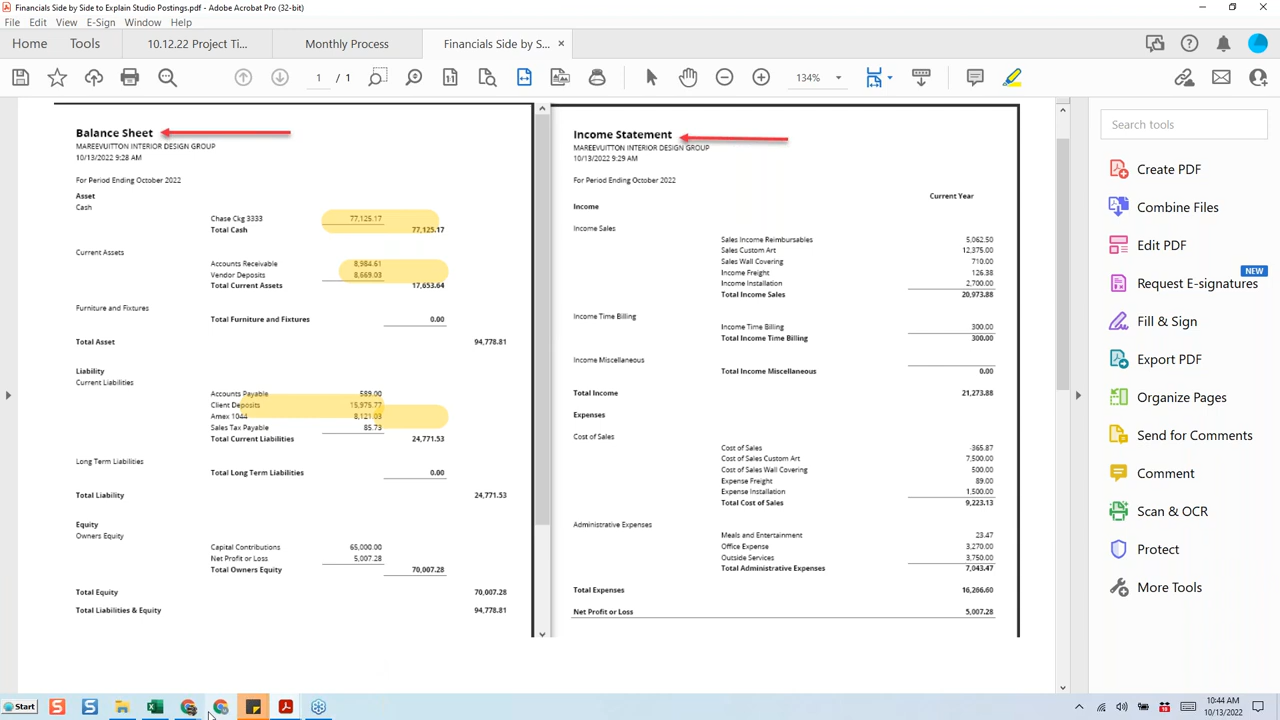 Financials Side by Side to Explain Student Postings.pdf - Adobe Acrobat Pro (32-bit)
File Edit View E-Sign Window Help
Home Tools 10.12.22 Project Ti... Monthly Process Financials Side by S... ×
1 / 1 134%
Balance Sheet
MAREEVUITTON INTERIOR DESIGN GROUP
10/13/2022 9:28 AM
For Period Ending October 2022
Asset
Cash
Chase Ckg 3333 77,125.17
Total Cash 77,125.17
Current Assets
Accounts Receivable 8,984.61
Vendor Deposits 8,669.03
Total Current Assets 17,653.64
Furniture and Fixtures
Total Furniture and Fixtures 0.00
Total Asset 94,778.81
Liability
Current Liabilities
Accounts Payable 589.00
Client Deposits 15,975.77
Amex 1044 8,121.03
Sales Tax Payable 85.73
Total Current Liabilities 24,771.53
Long Term Liabilities
Total Long Term Liabilities 0.00
Total Liability 24,771.53
Equity
Owners Equity
Capital Contributions 65,000.00
Net Profit or Loss 5,007.28
Total Owners Equity 70,007.28
Total Equity 70,007.28
Total Liabilities & Equity 94,778.81
Income Statement
MAREEVUITTON INTERIOR DESIGN GROUP
10/13/2022 9:29 AM
For Period Ending October 2022
Current Year
Income
Income Sales
Sales Income Reimbursables 5,062.50
Sales Custom Art 12,375.00
Sales Wall Covering 710.00
Income Freight 126.38
Income Installation 2,700.00
Total Income Sales 20,973.88
Income Time Billing
Income Time Billing 300.00
Total Income Time Billing 300.00
Income Miscellaneous
Total Income Miscellaneous 0.00
Total Income 21,273.88
Expenses
Cost of Sales
Cost of Sales -365.87
Cost of Sales Custom Art 7,500.00
Cost of Sales Wall Covering 500.00
Expense Freight 89.00
Expense Installation 1,500.00
Total Cost of Sales 9,223.13
Administrative Expenses
Meals and Entertainment 23.47
Office Expense 3,270.00
Outside Services 3,750.00
Total Administrative Expenses 7,043.47
Total Expenses 16,266.60
Net Profit or Loss 5,007.28
Search tools
Create PDF
Combine Files
Edit PDF
NEW
Request E-signatures
Fill & Sign
Export PDF
Organize Pages
Send for Comments
Comment
Scan & OCR
Protect
More Tools
Start
10:44 AM
10/13/2022